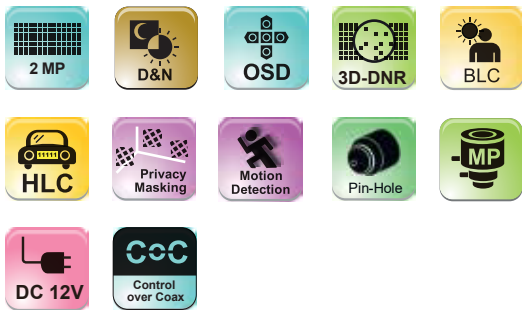 2 MP
D&N
OSD
3D-DNR
BLC
HLC
Privacy
Masking
Motion
Detection
Pin-Hole
MP
DC 12V
CoC
Control
over Coax